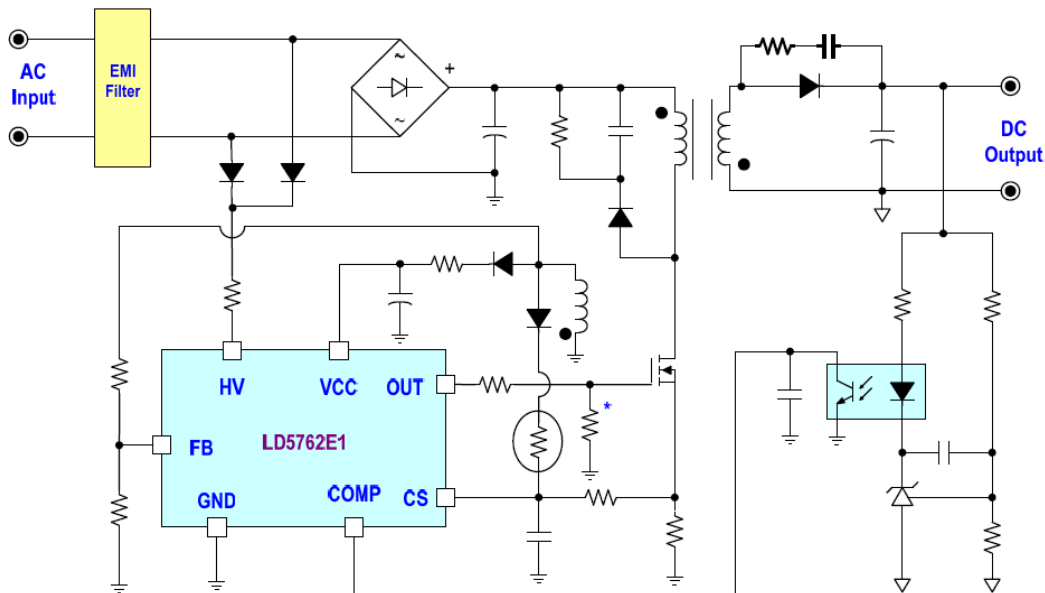 AC
Input
EMI
Filter
~
+
~
DC
Output
HV
VCC
OUT
*
FB
LD5762E1
GND
COMP
CS